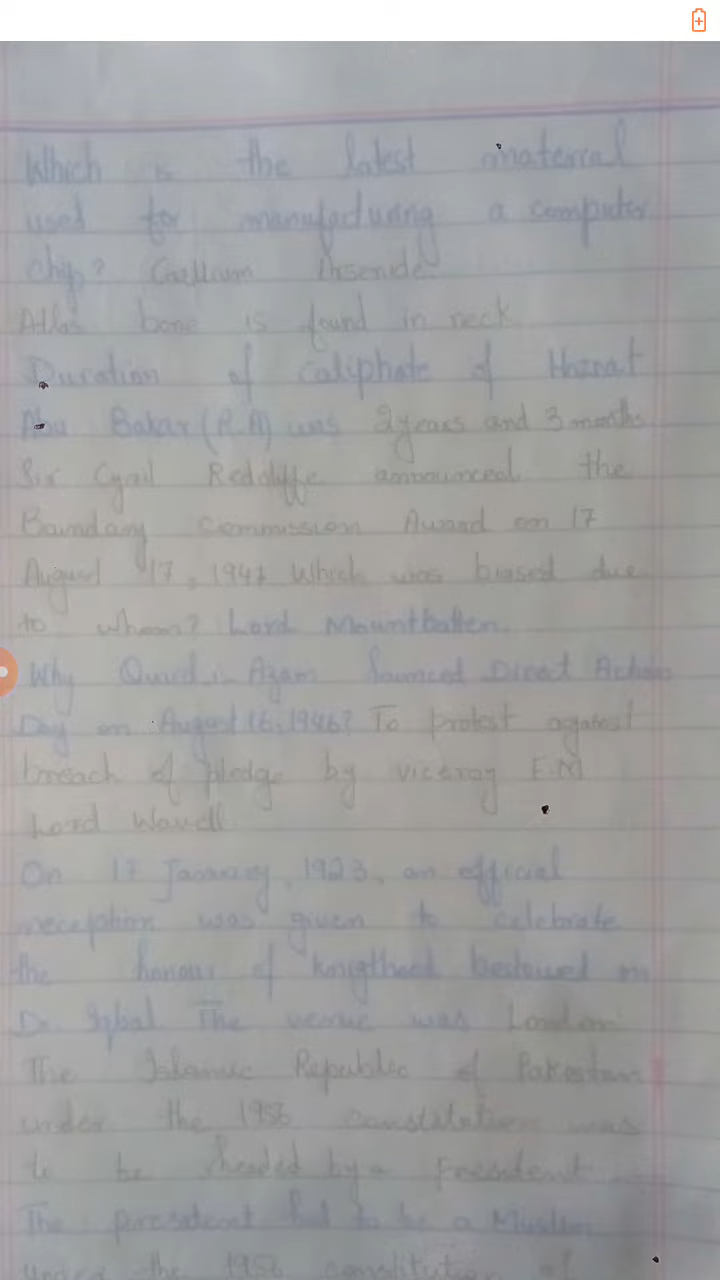 Which is the latest material
used for manufacturing a computer
chip? Gallium Arsenide
Atlas bone is found in neck
Duration of caliphate of Hazrat
Abu Bakar (R.A) was 2 years and 3 months
Sir Cyril Redcliffe announced the
Boundary Commission Award on 17
August 17, 1947 Which was biased due
to whom? Lord Mountbatten.
Why Quaid-i-Azam Direct Action
Day on August 16, 1946? To protest against
breach of pledge by viceroy F.M
Lord Wavell.
On 17 January, 1923, an official
reception was given to celebrate
the honour of knigthood bestowed on
Dr. Iqbal The venue was London
The Islamic Republic of Pakistan
under the 1956 constitution was
to be headed by a president
The president had to be a Muslim
under the 1956 constitution of